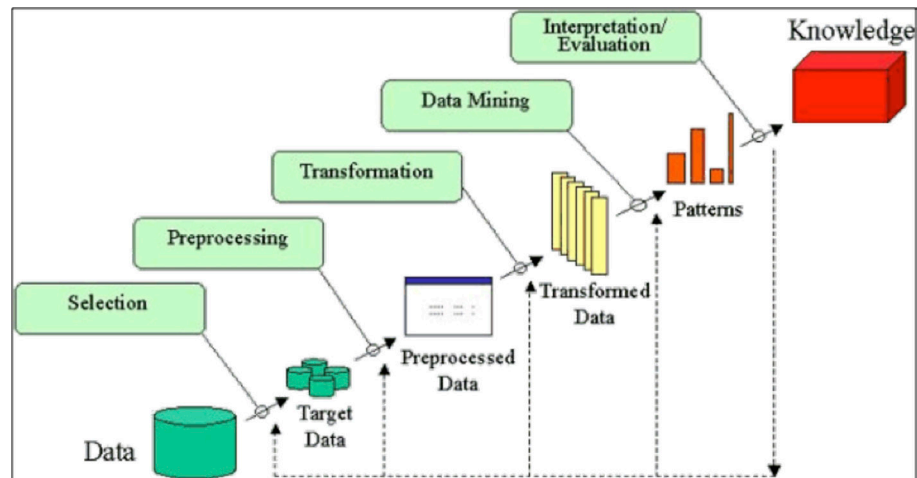 Interpretation/
Evaluation
Knowledge
Data Mining
Transformation
Patterns
Preprocessing
Transformed
Data
Selection
Preprocessed
Data
Target
Data
Data